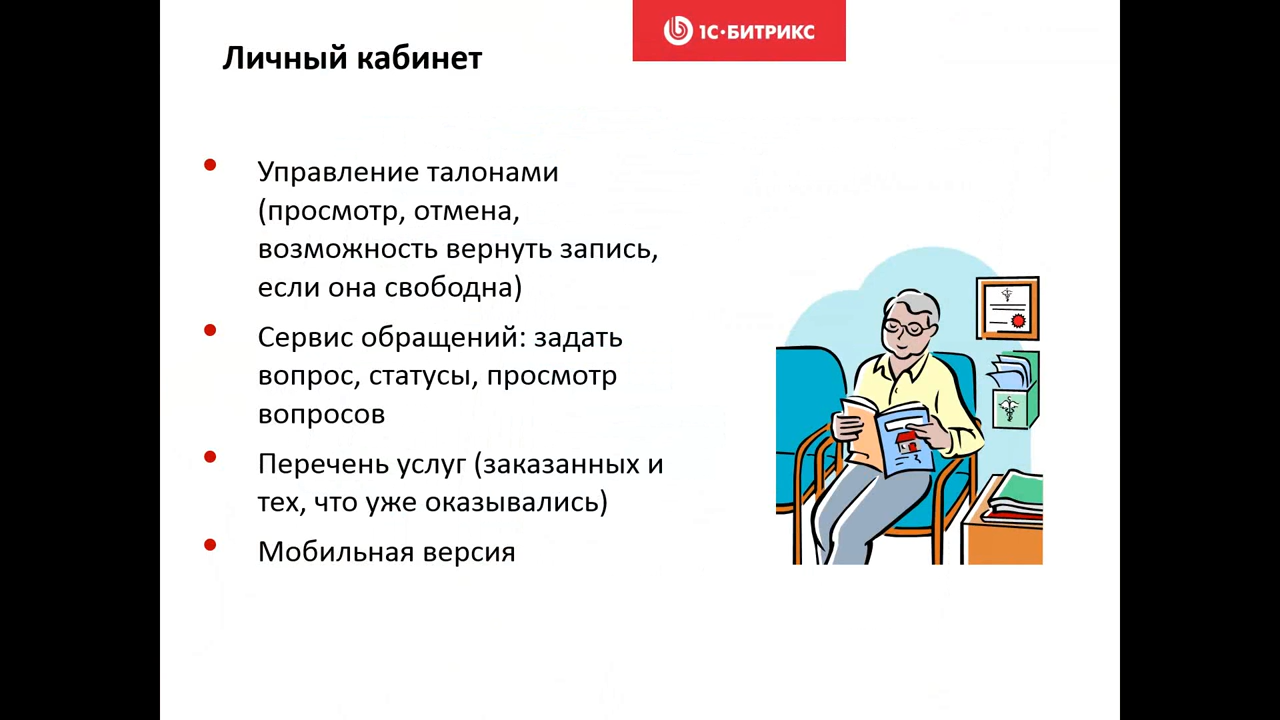 Личный кабинет
1С•БИТРИКС
Управление талонами
(просмотр, отмена,
возможность вернуть запись,
если она свободна)
Сервис обращений: задать
вопрос, статусы, просмотр
вопросов
Перечень услуг (заказанных и
тех, что уже оказывались)
Мобильная версия